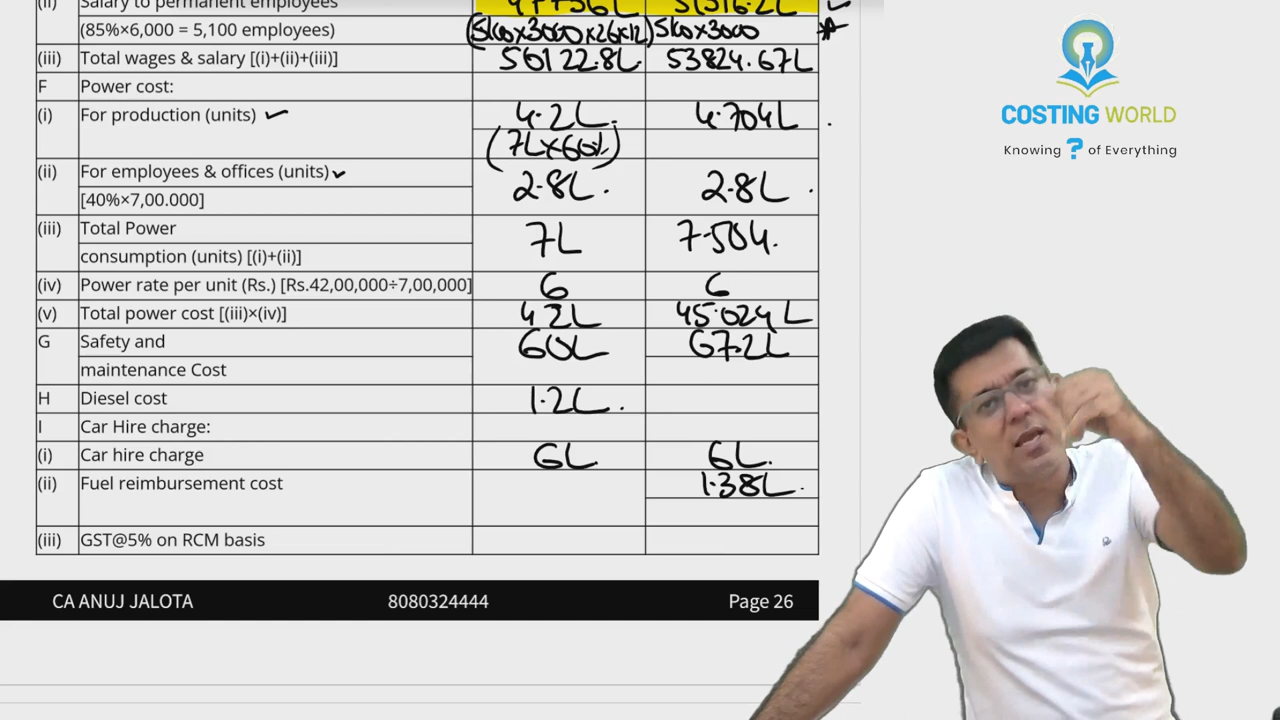 (ii) Salary to permanent employees
(85%×6,000 = 5,100 employees) (5100×3000×26×12) 5100×3000
(iii) Total wages & salary [(i)+(ii)+(iii)] 50122.8L 53824.67L
F Power cost:
(i) For production (units) 4.2L. 4.704L
(7L×60%)
(ii) For employees & offices (units) 2.8L. 2.8L.
[40%×7,00.000]
(iii) Total Power 7L 7.504.
consumption (units) [(i)+(ii)]
(iv) Power rate per unit (Rs.) [Rs.42,00,000÷7,00,000] 6 6
(v) Total power cost [(iii)×(iv)] 42L 45.024L
G Safety and 60L 67.2L
maintenance Cost
H Diesel cost 1.2L.
I Car Hire charge:
(i) Car hire charge 6L. 6L.
(ii) Fuel reimbursement cost 1.38L.
(iii) GST@5% on RCM basis
CA ANUJ JALOTA 8080324444 Page 26
COSTING WORLD
Knowing ? of Everything